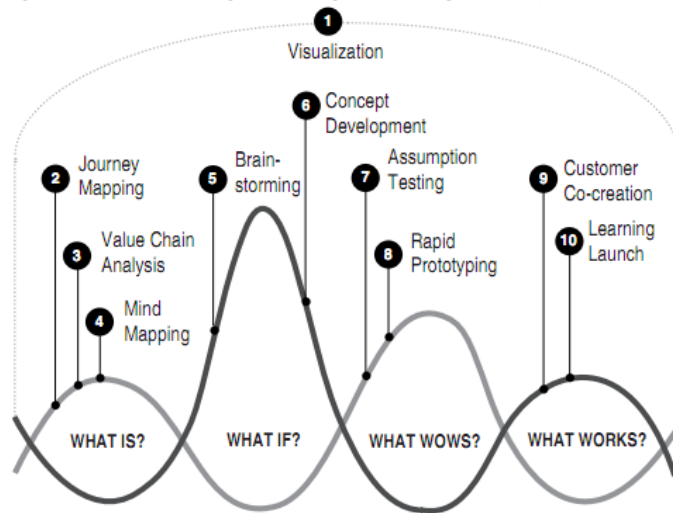 1
Visualization
6
Concept
Development
2
Journey
Mapping
5
Brain-
storming
7
Assumption
Testing
9
Customer
Co-creation
3
Value Chain
Analysis
8
Rapid
Prototyping
10
Learning
Launch
4
Mind
Mapping
WHAT IS?
WHAT IF?
WHAT WOWS?
WHAT WORKS?